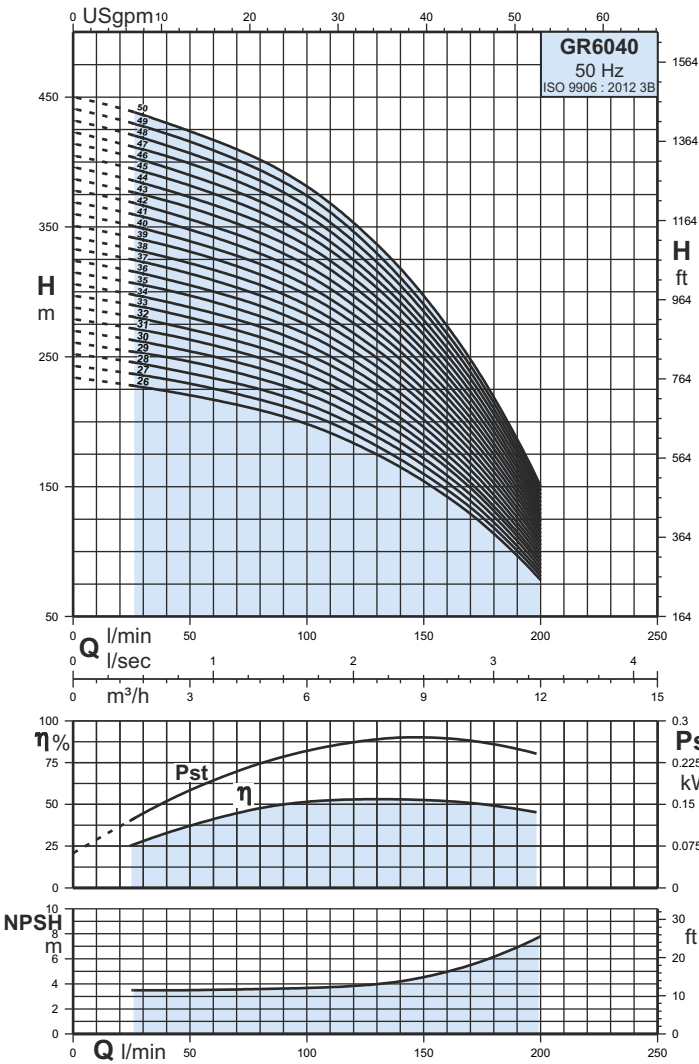 0 USgpm 10 20 30 40 50 60
GR6040
50 Hz
ISO 9906 : 2012 3B
450
350
H
m
250
150
50
50
49
48
47
46
45
44
43
42
41
40
39
38
37
36
35
34
33
32
31
30
29
28
27
26
1564
1364
1164
H
ft
964
764
564
364
164
0 50 100 150 200 250
Q l/min
0 l/sec 1 2 3 4
0 m³/h 3 6 9 12 15
100
η %
75
50
25
0
Pst
η
0.3
Ps
0.225
kW
0.15
0.075
0
10
NPSH
8
m
6
4
2
0
30
ft
20
10
0
0 Q l/min 50 100 150 200 250